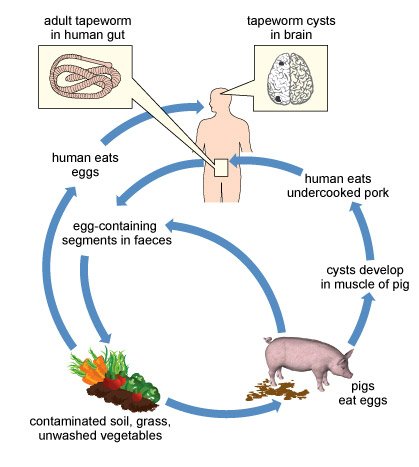 adult tapeworm
in human gut
tapeworm cysts
in brain
human eats
eggs
human eats
undercooked pork
egg-containing
segments in faeces
cysts develop
in muscle of pig
pigs
eat eggs
contaminated soil, grass,
unwashed vegetables